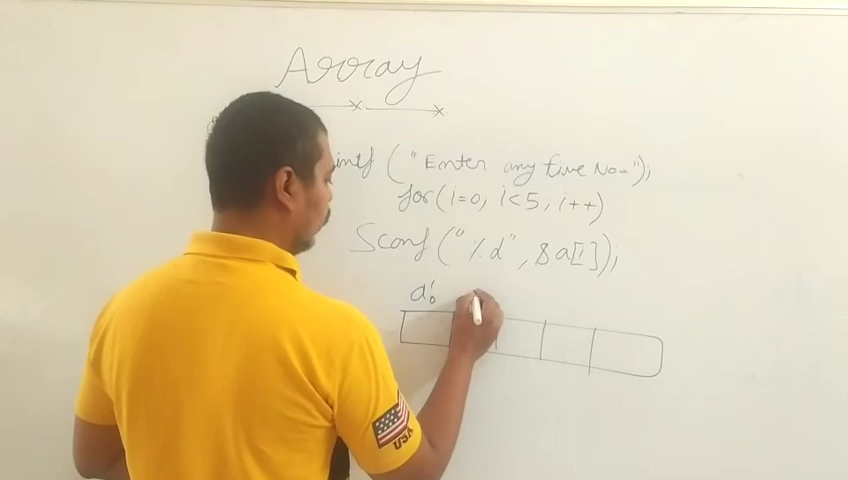 Array
intf ("Enter any five No=");
for(i=0, i<5, i++)
Scanf("%d", &a[i]);
a[0
USA